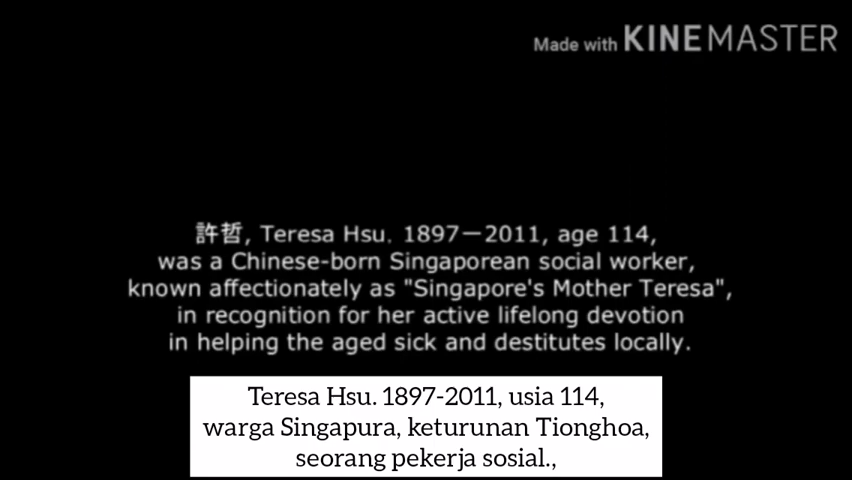 Made with KINEMASTER
許哲, Teresa Hsu. 1897－2011, age 114,
was a Chinese-born Singaporean social worker,
known affectionately as "Singapore's Mother Teresa",
in recognition for her active lifelong devotion
in helping the aged sick and destitutes locally.
Teresa Hsu. 1897-2011, usia 114,
warga Singapura, keturunan Tionghoa,
seorang pekerja sosial.,